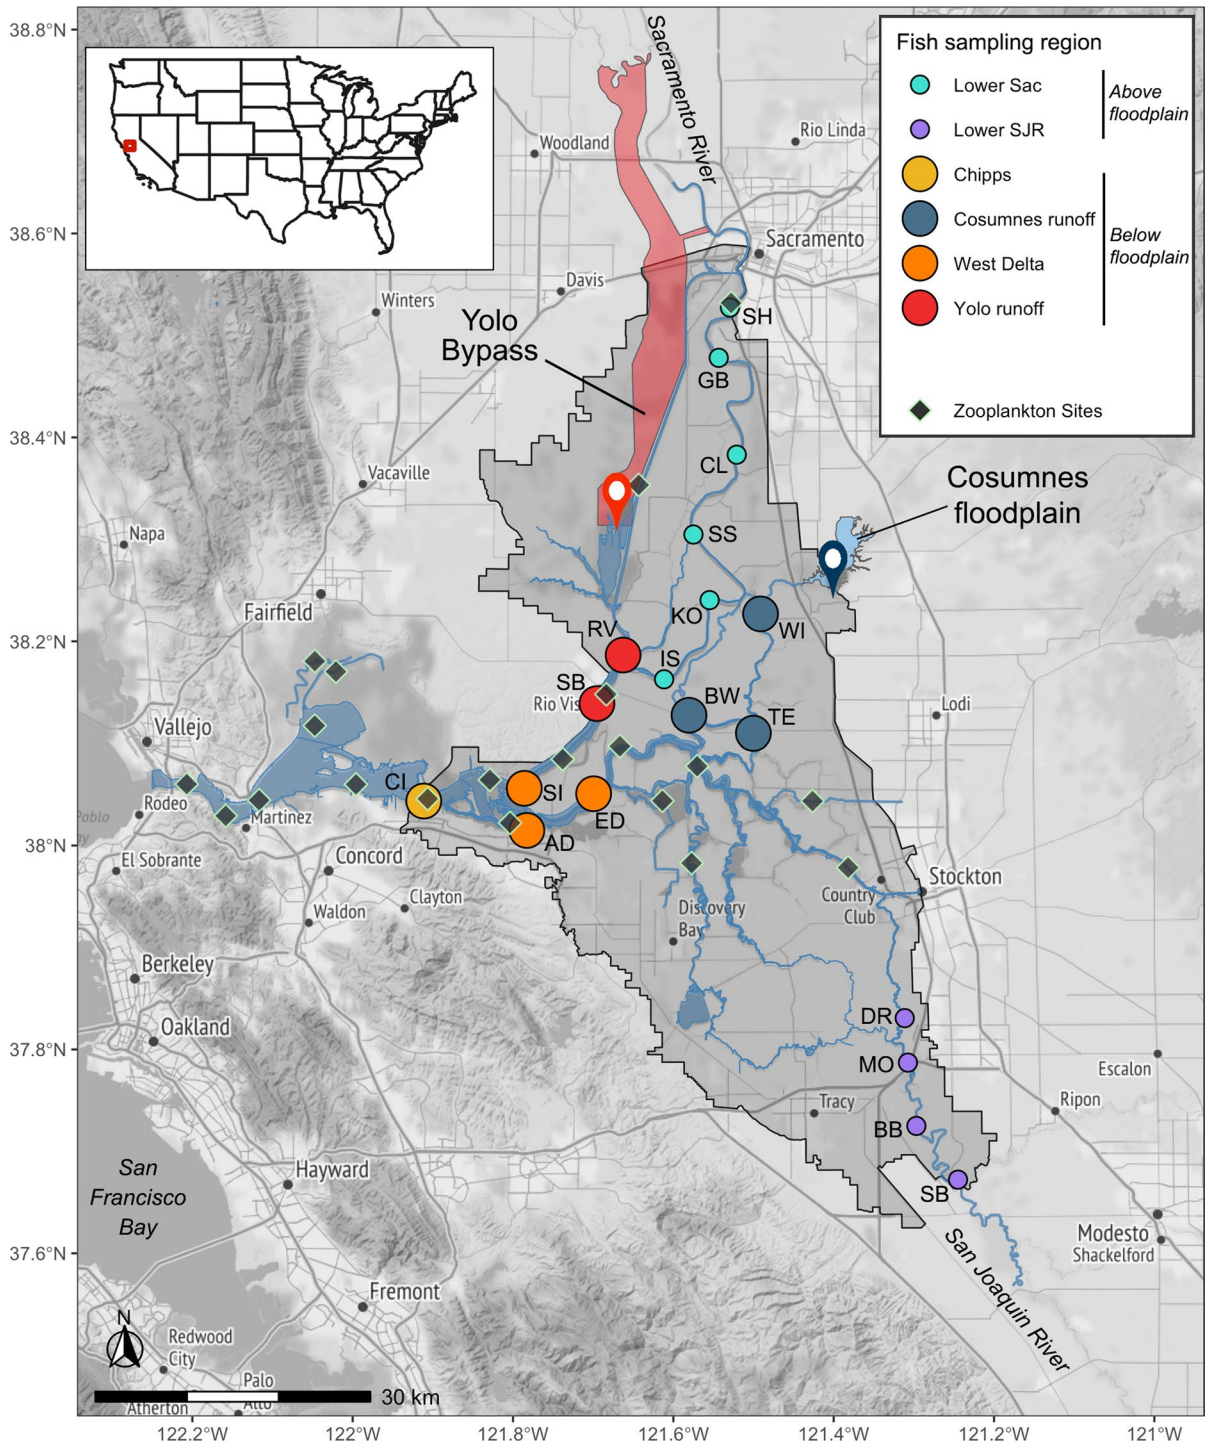 38.8°N
38.6°N
38.4°N
38.2°N
38°N
37.8°N
37.6°N
122.2°W
122°W
121.8°W
121.6°W
121.4°W
121.2°W
121°W
Fish sampling region
Lower Sac
Lower SJR
Above
floodplain
Chipps
Cosumnes runoff
West Delta
Yolo runoff
Below
floodplain
Zooplankton Sites
Sacramento River
Woodland
Rio Linda
Sacramento
Davis
Winters
Yolo
Bypass
SH
GB
CL
SS
KO
Vacaville
Cosumnes
floodplain
Napa
Fairfield
WI
RV
IS
SB
Rio Vis
BW
TE
Lodi
Vallejo
CI
SI
ED
AD
Rodeo
Pablo
Martinez
El Sobrante
Concord
Clayton
Waldon
Stockton
Country
Club
Discovery
Bay
Berkeley
Oakland
DR
MO
BB
SB
Escalon
Ripon
Tracy
San
Francisco
Bay
Hayward
Modesto
Shackelford
San Joaquin River
Fremont
N
Redwood
City
Palo
Alto
Atherton
30 km